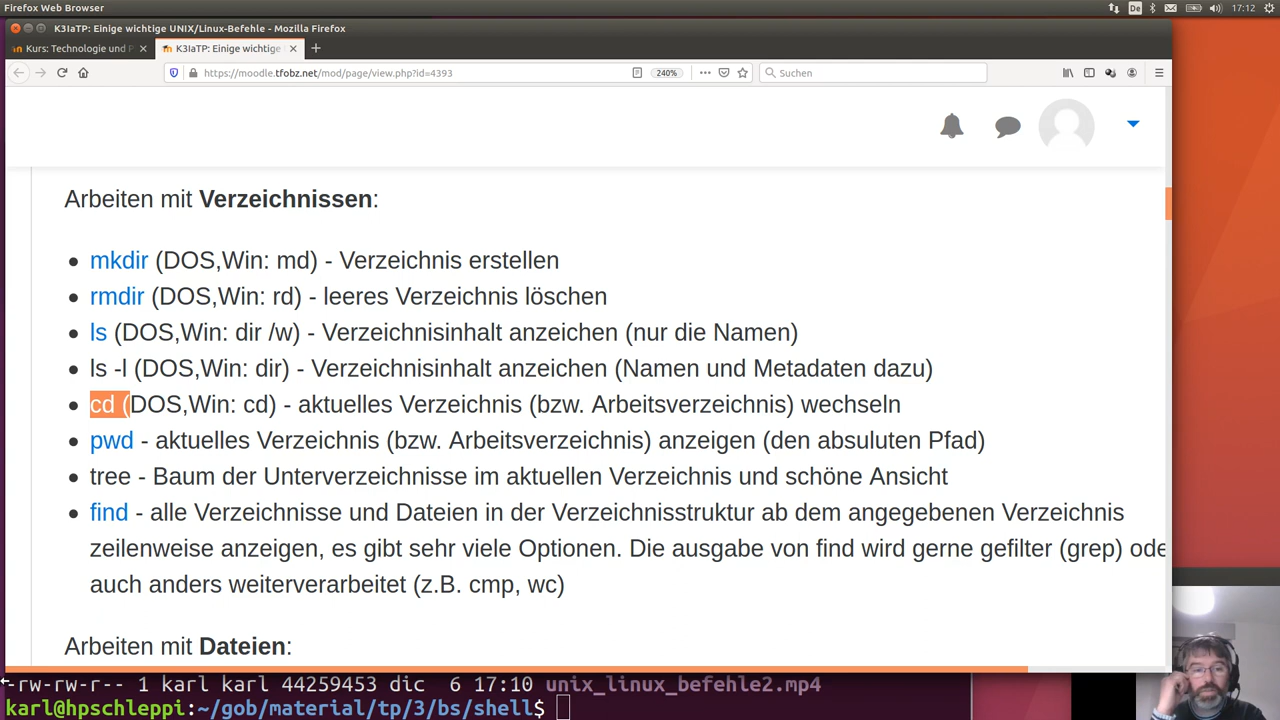 Firefox Web Browser
De
17:12
K3IaTP: Einige wichtige UNIX/Linux-Befehle - Mozilla Firefox
Kurs: Technologie und P
K3IaTP: Einige wichtige
https://moodle.tfobz.net/mod/page/view.php?id=4393
240%
Suchen
Arbeiten mit Verzeichnissen:
mkdir (DOS,Win: md) - Verzeichnis erstellen
rmdir (DOS,Win: rd) - leeres Verzeichnis löschen
ls (DOS,Win: dir /w) - Verzeichnisinhalt anzeichen (nur die Namen)
ls -l (DOS,Win: dir) - Verzeichnisinhalt anzeichen (Namen und Metadaten dazu)
cd (DOS,Win: cd) - aktuelles Verzeichnis (bzw. Arbeitsverzeichnis) wechseln
pwd - aktuelles Verzeichnis (bzw. Arbeitsverzeichnis) anzeigen (den absuluten Pfad)
tree - Baum der Unterverzeichnisse im aktuellen Verzeichnis und schöne Ansicht
find - alle Verzeichnisse und Dateien in der Verzeichnisstruktur ab dem angegebenen Verzeichnis
zeilenweise anzeigen, es gibt sehr viele Optionen. Die ausgabe von find wird gerne gefilter (grep) ode
auch anders weiterverarbeitet (z.B. cmp, wc)
Arbeiten mit Dateien:
-rw-rw-r-- 1 karl karl 44259453 dic  6 17:10 unix_linux_befehle2.mp4
karl@hpschleppi:~/gob/material/tp/3/bs/shell$